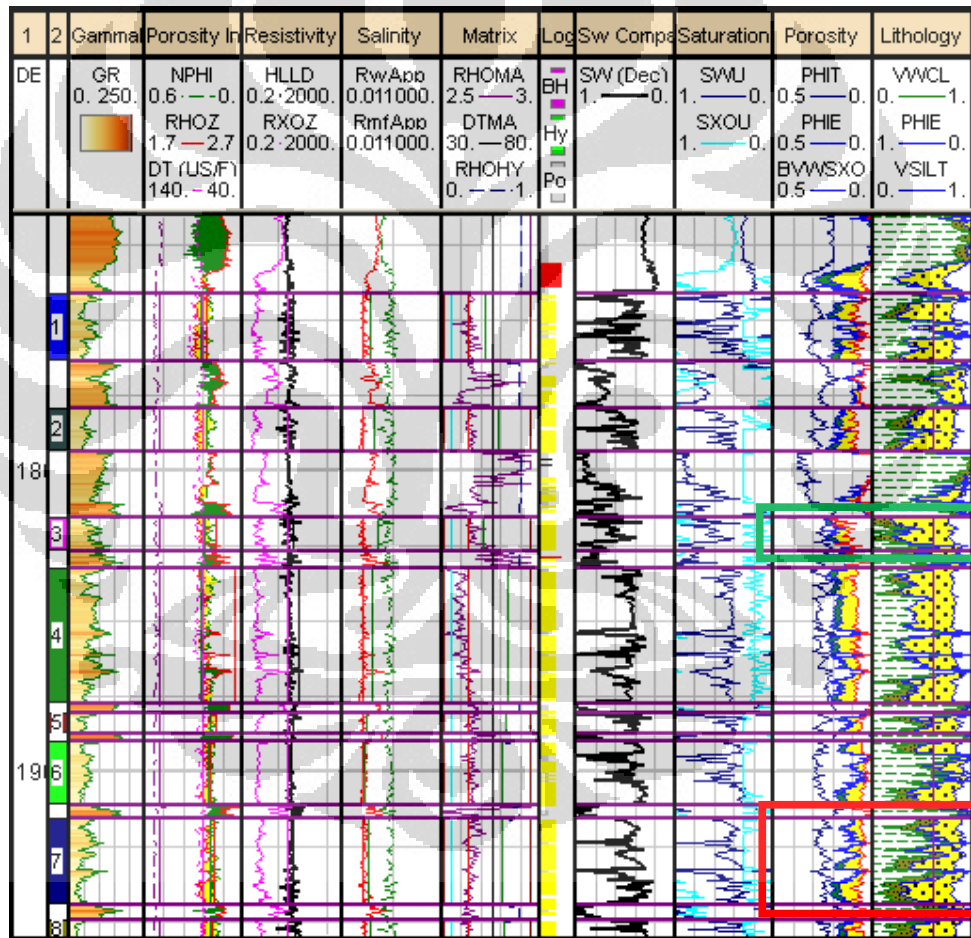 1 2 Gammal Porosity In Resistivity Salinity Matrix Log Sw Compa Saturation Porosity Lithology
DE GR NPHI HLLD RwApp RHOMA BH SW (Dec) SWU PHIT VWCL
0. 250. 0.6 0. 0.2 2000. 0.011000. 2.5 3. 1. 0. 1. 0. 0.5 0. 0. 1.
RHOZ RXOZ RmfApp DTMA Hy SXOU PHIE PHIE
1.7 2.7 0.2 2000. 0.011000. 30. 80. 1. 0. 0.5 0. 1. 0.
DT (US/F) RHOHY Po BVWSXO VSILT
140. 40. 0. 1. 0.5 0. 0. 1.
1
2
18
3
4
5
19 6
7
8